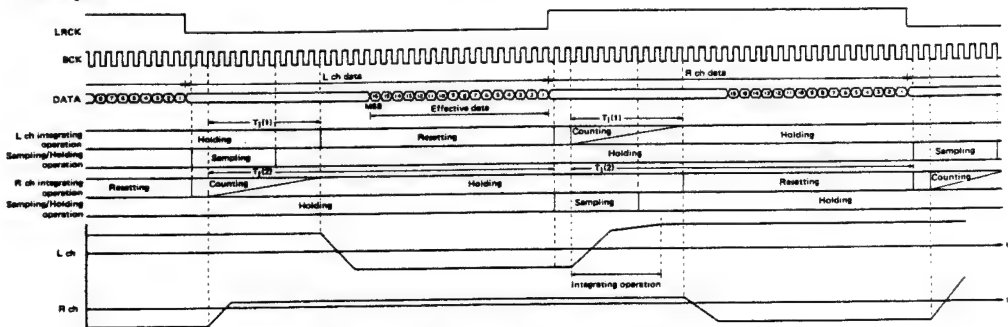 LRCK
BCK
L ch data
R ch data
DATA
MSB
Effective data
T₁(1)
T₁(1)
L ch integrating operation
Holding
Resetting
Counting
Holding
Sampling/Holding operation
Sampling
Holding
Sampling
T₁(2)
T₁(2)
R ch integrating operation
Resetting
Counting
Holding
Resetting
Counting
Sampling/Holding operation
Holding
Sampling
Holding
L ch
Integrating operation
R ch